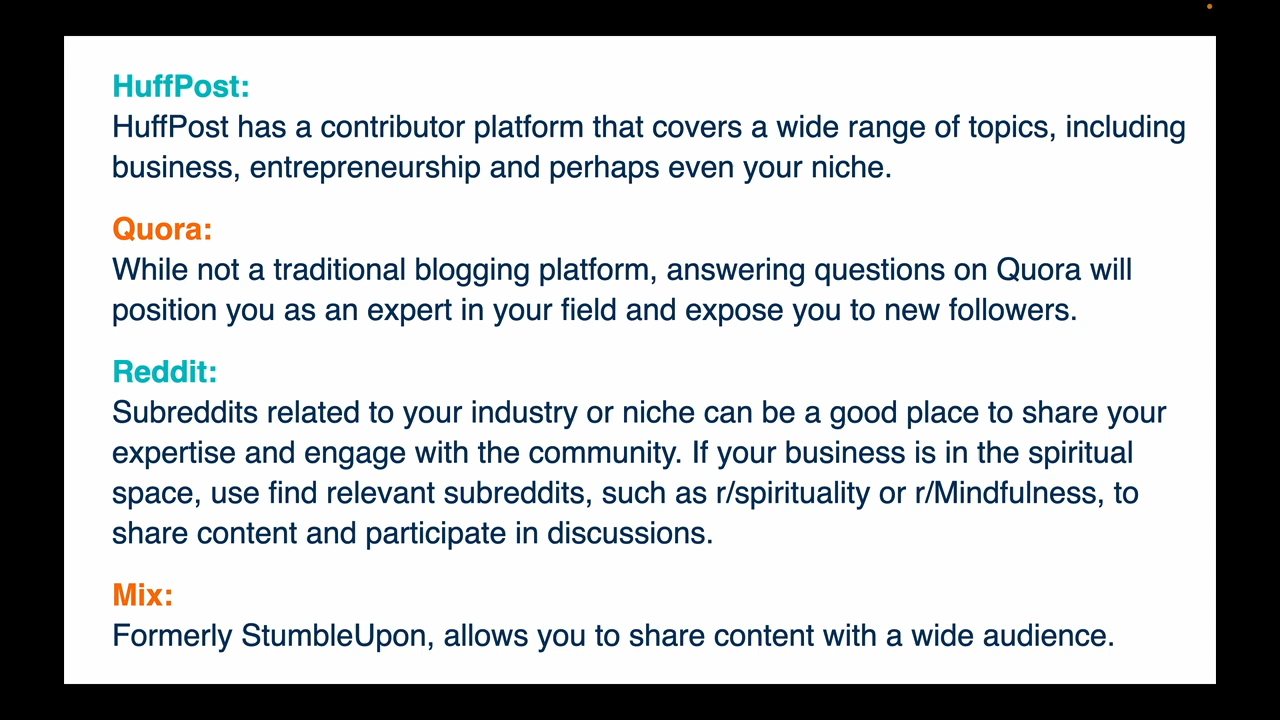 HuffPost:
HuffPost has a contributor platform that covers a wide range of topics, including
business, entrepreneurship and perhaps even your niche.
Quora:
While not a traditional blogging platform, answering questions on Quora will
position you as an expert in your field and expose you to new followers.
Reddit:
Subreddits related to your industry or niche can be a good place to share your
expertise and engage with the community. If your business is in the spiritual
space, use find relevant subreddits, such as r/spirituality or r/Mindfulness, to
share content and participate in discussions.
Mix:
Formerly StumbleUpon, allows you to share content with a wide audience.